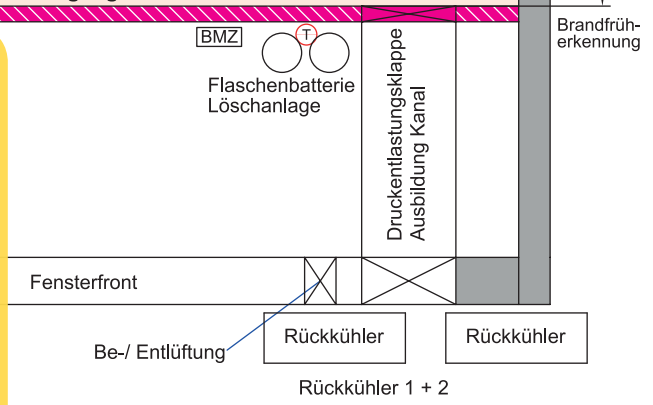 Brandfrüh-
erkennung
BMZ
T
Flaschenbatterie
Löschanlage
Druckentlastungsklappe
Ausbildung Kanal
Fensterfront
Be-/ Entlüftung
Rückkühler
Rückkühler
Rückkühler 1 + 2